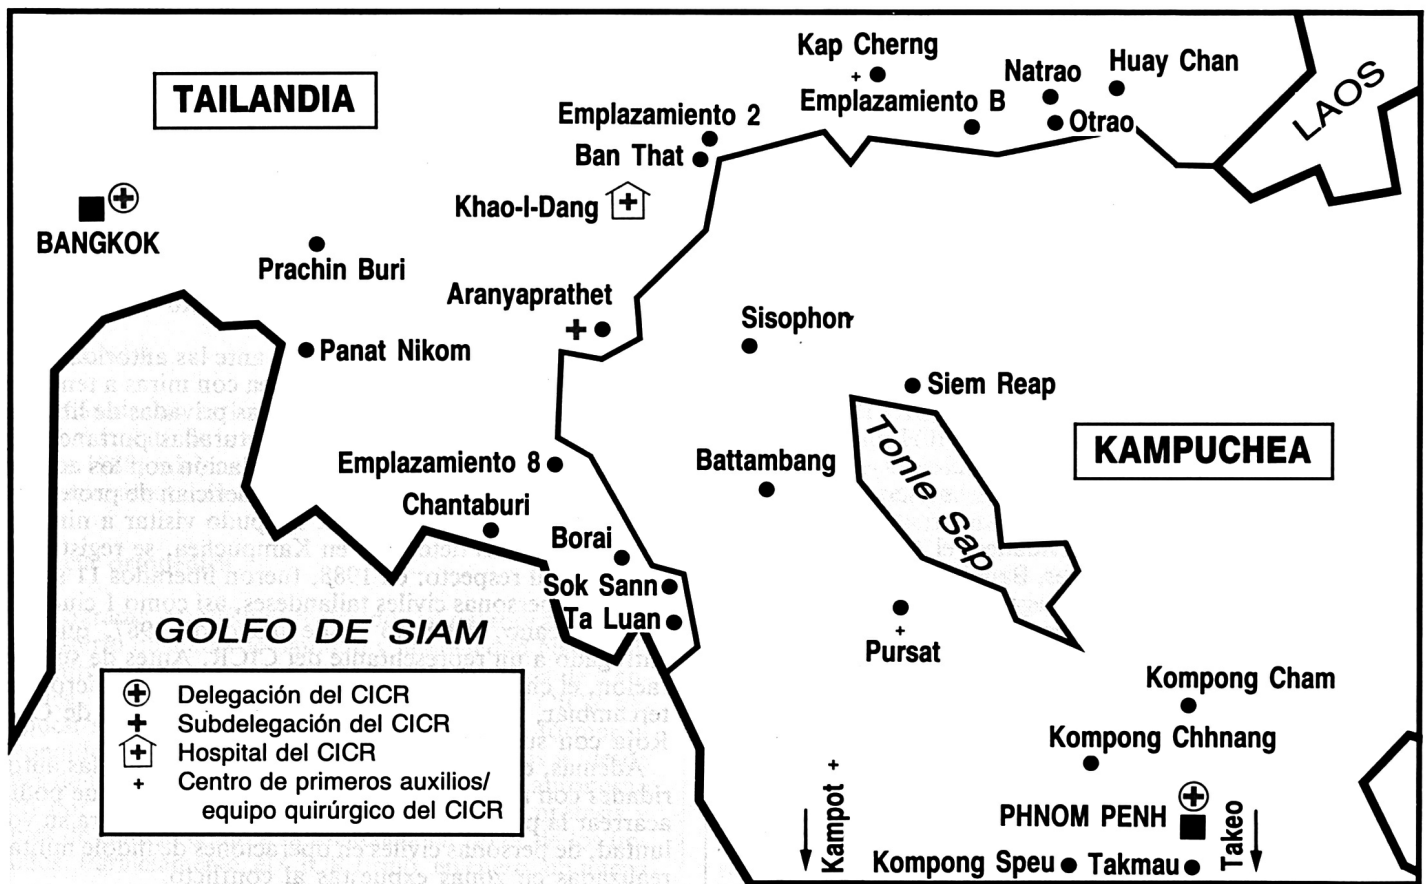 Kap Cherng
Natrao
Huay Chan
TAILANDIA
LAOS
Emplazamiento 2
Emplazamiento B
Otrao
Ban That
Khao-I-Dang
BANGKOK
Prachin Buri
Aranyaprathet
Sisophon
Panat Nikom
Siem Reap
Tonle Sap
KAMPUCHEA
Emplazamiento 8
Battambang
Chantaburi
Borai
Sok Sann
Ta Luan
GOLFO DE SIAM
Pursat
Delegación del CICR
Subdelegación del CICR
Hospital del CICR
Centro de primeros auxilios/
equipo quirúrgico del CICR
Kompong Cham
Kompong Chhnang
Kampot
PHNOM PENH
Takeo
Kompong Speu
Takmau